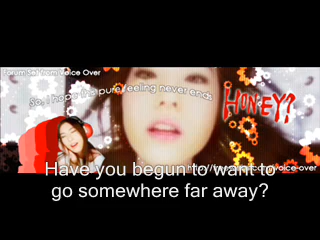 Forum Set from Voice Over
So, I hope this pure feeling never ends
HONEY?
Have you begun to want to
go somewhere far away?